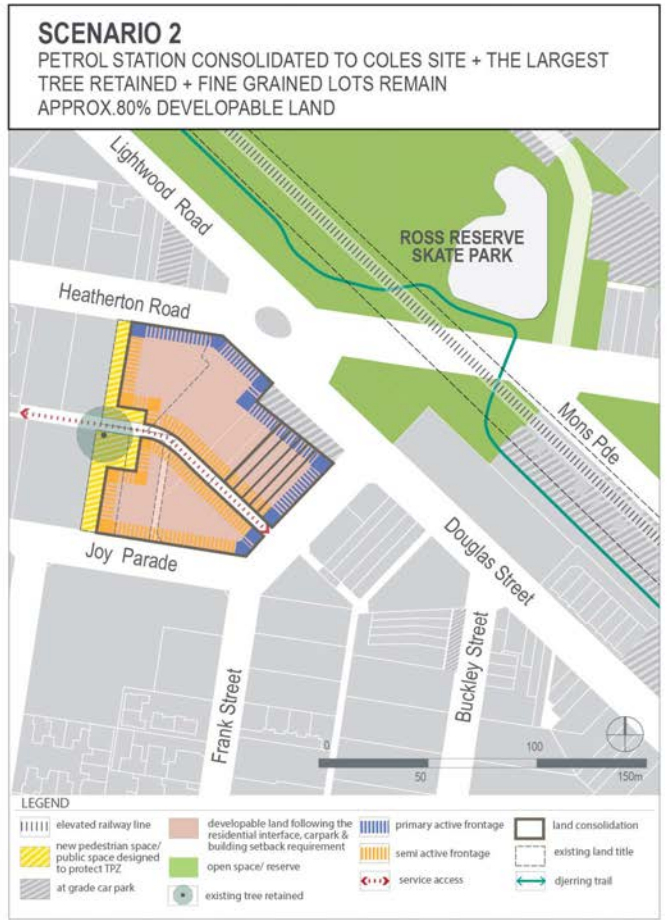 SCENARIO 2
PETROL STATION CONSOLIDATED TO COLES SITE + THE LARGEST
TREE RETAINED + FINE GRAINED LOTS REMAIN
APPROX.80% DEVELOPABLE LAND
Lightwood Road
ROSS RESERVE
SKATE PARK
Heatherton Road
Mons Pde
Joy Parade
Douglas Street
Frank Street
Buckley Street
0
100
50
150m
LEGEND
elevated railway line
new pedestrian space/
public space designed
to protect TPZ
at grade car park
developable land following the
residential interface, carpark &
building setback requirement
open space/ reserve
existing tree retained
primary active frontage
semi active frontage
service access
land consolidation
existing land title
djerring trail